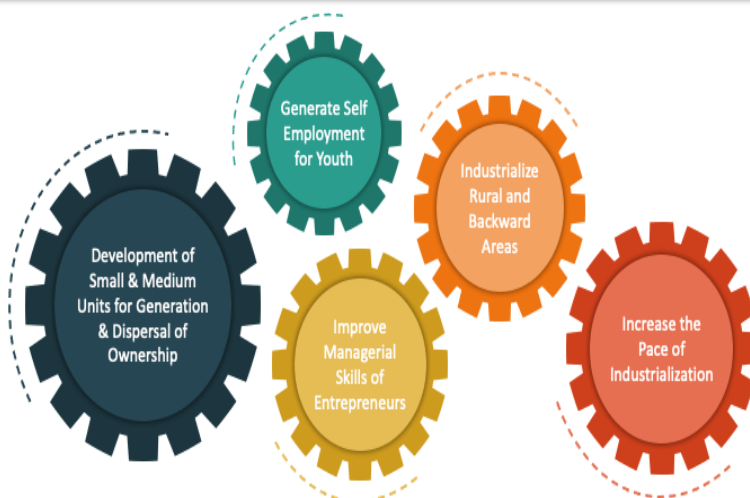 Development of
Small & Medium
Units for Generation
& Dispersal of
Ownership
Generate Self
Employment
for Youth
Improve
Managerial
Skills of
Entrepreneurs
Industrialize
Rural and
Backward
Areas
Increase the
Pace of
Industrialization